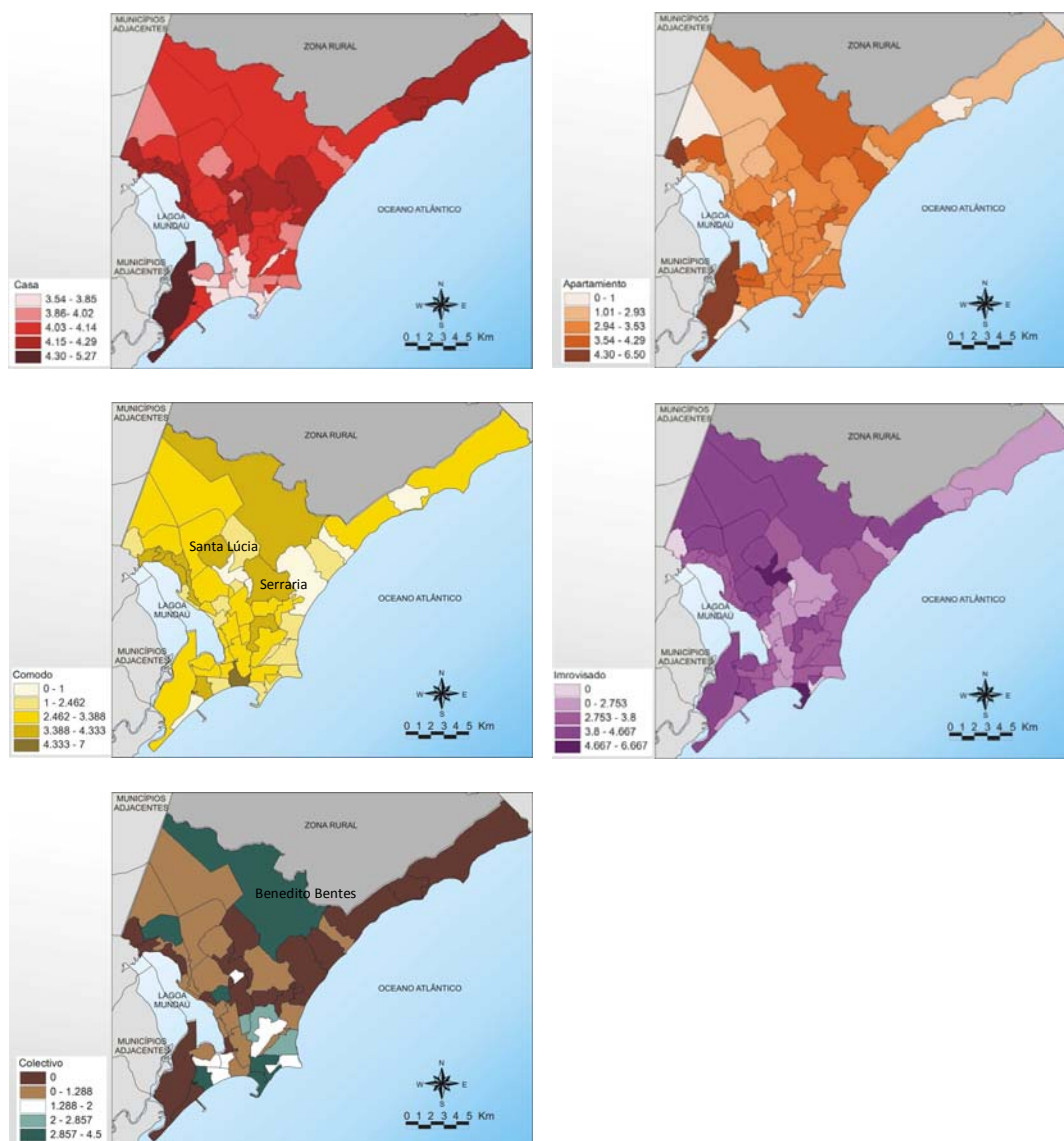 MUNICÍPIOS
ADJACENTES
ZONA RURAL
OCEANO ATLÂNTICO
LAGOA
MUNDAÚ
MUNICÍPIOS
ADJACENTES
Casa
3.54 - 3.85
3.86- 4.02
4.03 - 4.14
4.15 - 4.29
4.30 - 5.27
N
W E
S
0 1 2 3 4 5 Km
MUNICÍPIOS
ADJACENTES
ZONA RURAL
OCEANO ATLÂNTICO
LAGOA
MUNDAÚ
MUNICÍPIOS
ADJACENTES
Apartamiento
0 - 1
1.01 - 2.93
2.94 - 3.53
3.54 - 4.29
4.30 - 6.50
N
W E
S
0 1 2 3 4 5 Km
MUNICÍPIOS
ADJACENTES
ZONA RURAL
Santa Lúcia
Serraria
OCEANO ATLÂNTICO
LAGOA
MUNDAÚ
MUNICÍPIOS
ADJACENTES
Comodo
0 - 1
1 - 2.462
2.462 - 3.388
3.388 - 4.333
4.333 - 7
N
W E
S
0 1 2 3 4 5 Km
MUNICÍPIOS
ADJACENTES
ZONA RURAL
OCEANO ATLÂNTICO
LAGOA
MUNDAÚ
MUNICÍPIOS
ADJACENTES
Imrovisado
0
0 - 2.753
2.753 - 3.8
3.8 - 4.667
4.667 - 6.667
N
W E
S
0 1 2 3 4 5 Km
MUNICÍPIOS
ADJACENTES
ZONA RURAL
Benedito Bentes
OCEANO ATLÂNTICO
LAGOA
MUNDAÚ
MUNICÍPIOS
ADJACENTES
Colectivo
0
0 - 1.288
1.288 - 2
2 - 2.857
2.857 - 4.5
N
W E
S
0 1 2 3 4 5 Km